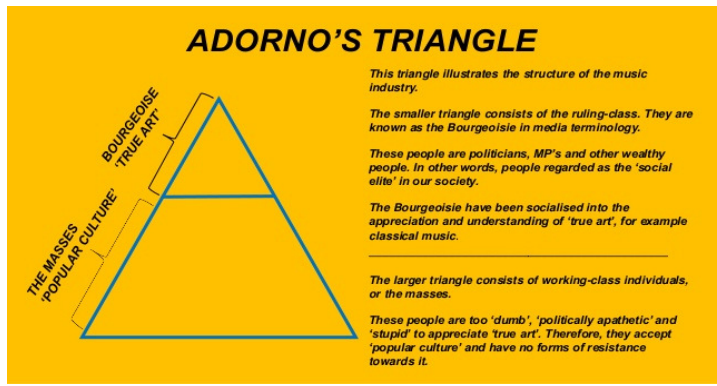 ADORNO'S TRIANGLE
BOURGEOISE
'TRUE ART'
THE MASSES
'POPULAR CULTURE'
This triangle illustrates the structure of the music
industry.
The smaller triangle consists of the ruling-class. They are
known as the Bourgeoisie in media terminology.
These people are politicians, MP's and other wealthy
people. In other words, people regarded as the 'social
elite' in our society.
The Bourgeoisie have been socialised into the
appreciation and understanding of 'true art', for example
classical music.
The larger triangle consists of working-class individuals,
or the masses.
These people are too 'dumb', 'politically apathetic' and
'stupid' to appreciate 'true art'. Therefore, they accept
'popular culture' and have no forms of resistance
towards it.